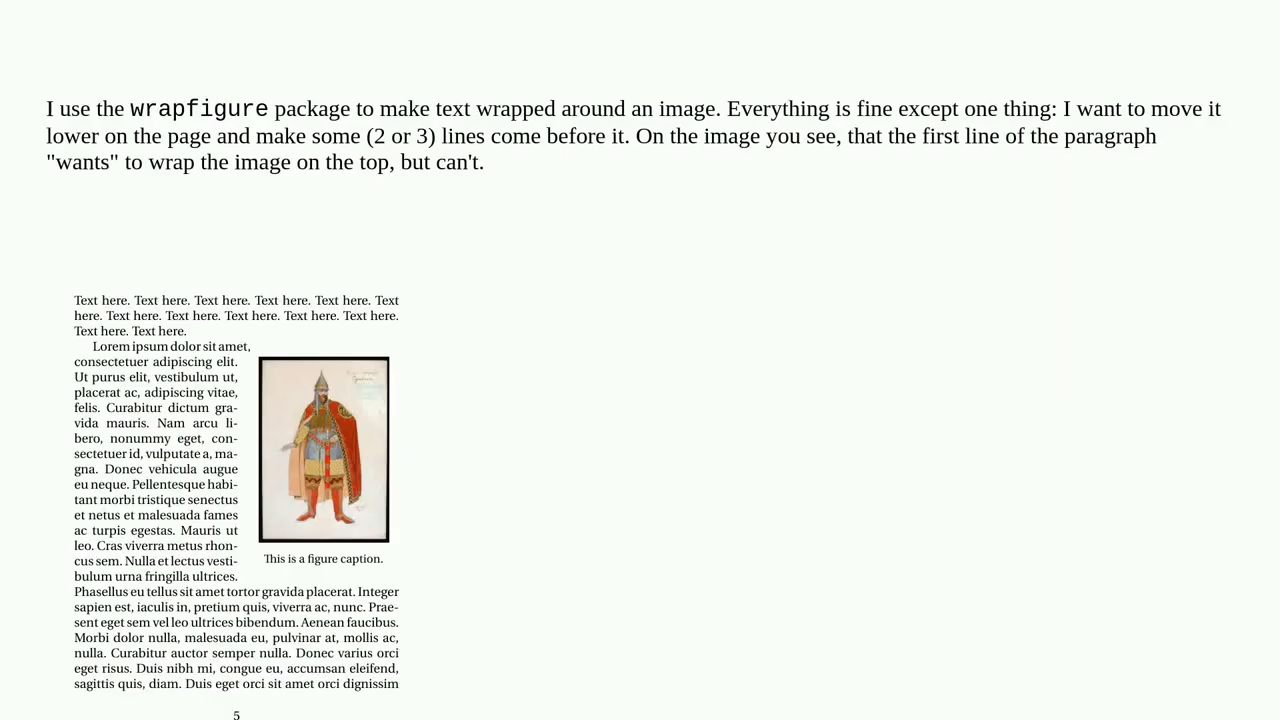 I use the wrapfigure package to make text wrapped around an image. Everything is fine except one thing: I want to move it
lower on the page and make some (2 or 3) lines come before it. On the image you see, that the first line of the paragraph
"wants" to wrap the image on the top, but can't.
Text here. Text here. Text here. Text here. Text here. Text
here. Text here. Text here. Text here. Text here. Text here.
Text here. Text here.
Lorem ipsum dolor sit amet,
consectetuer adipiscing elit.
Ut purus elit, vestibulum ut,
placerat ac, adipiscing vitae,
felis. Curabitur dictum gra-
vida mauris. Nam arcu li-
bero, nonummy eget, con-
sectetuer id, vulputate a, ma-
gna. Donec vehicula augue
eu neque. Pellentesque habi-
tant morbi tristique senectus
et netus et malesuada fames
ac turpis egestas. Mauris ut
leo. Cras viverra metus rhon-
cus sem. Nulla et lectus vesti-
bulum urna fringilla ultrices.
This is a figure caption.
Phasellus eu tellus sit amet tortor gravida placerat. Integer
sapien est, iaculis in, pretium quis, viverra ac, nunc. Prae-
sent eget sem vel leo ultrices bibendum. Aenean faucibus.
Morbi dolor nulla, malesuada eu, pulvinar at, mollis ac,
nulla. Curabitur auctor semper nulla. Donec varius orci
eget risus. Duis nibh mi, congue eu, accumsan eleifend,
sagittis quis, diam. Duis eget orci sit amet orci dignissim
5